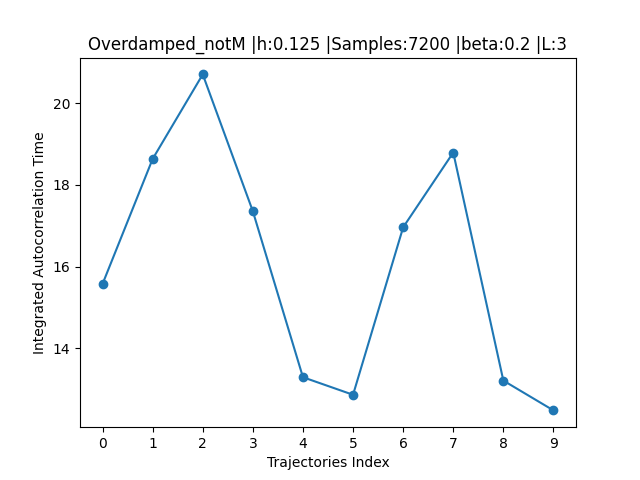 Overdamped_notM |h:0.125 |Samples:7200 |beta:0.2 |L:3
Integrated Autocorrelation Time
20
18
16
14
0 1 2 3 4 5 6 7 8 9
Trajectories Index